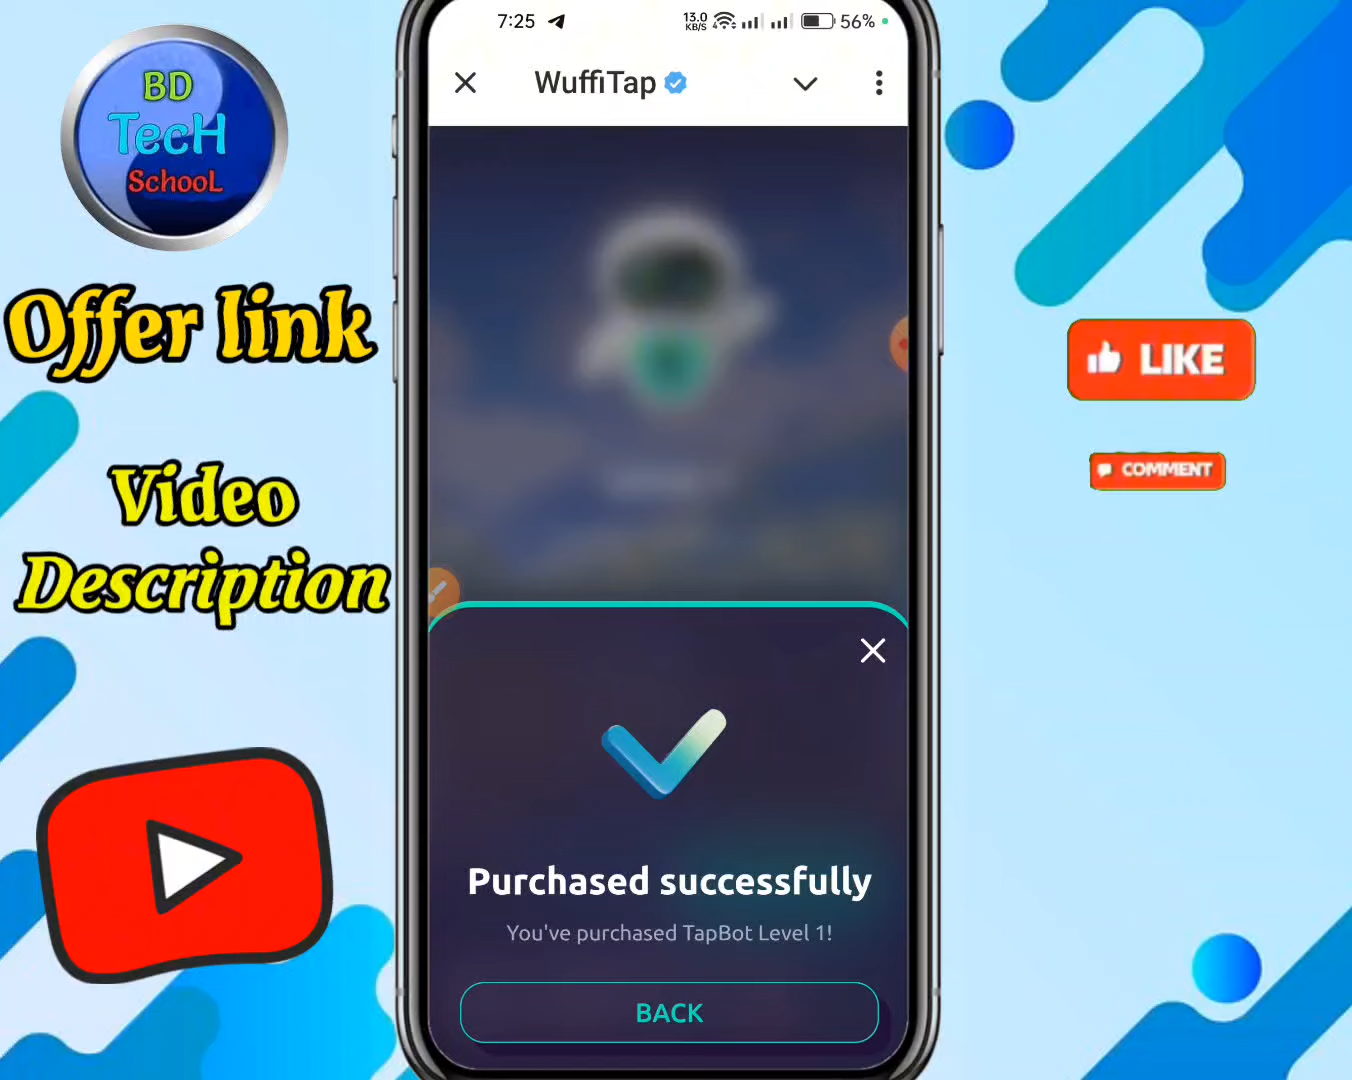 BD
TecH
SchooL
Offer link
Video
Description
7:25
13.0
KB/S
56%
WuffiTap
Purchased successfully
You've purchased TapBot Level 1!
BACK
LIKE
COMMENT